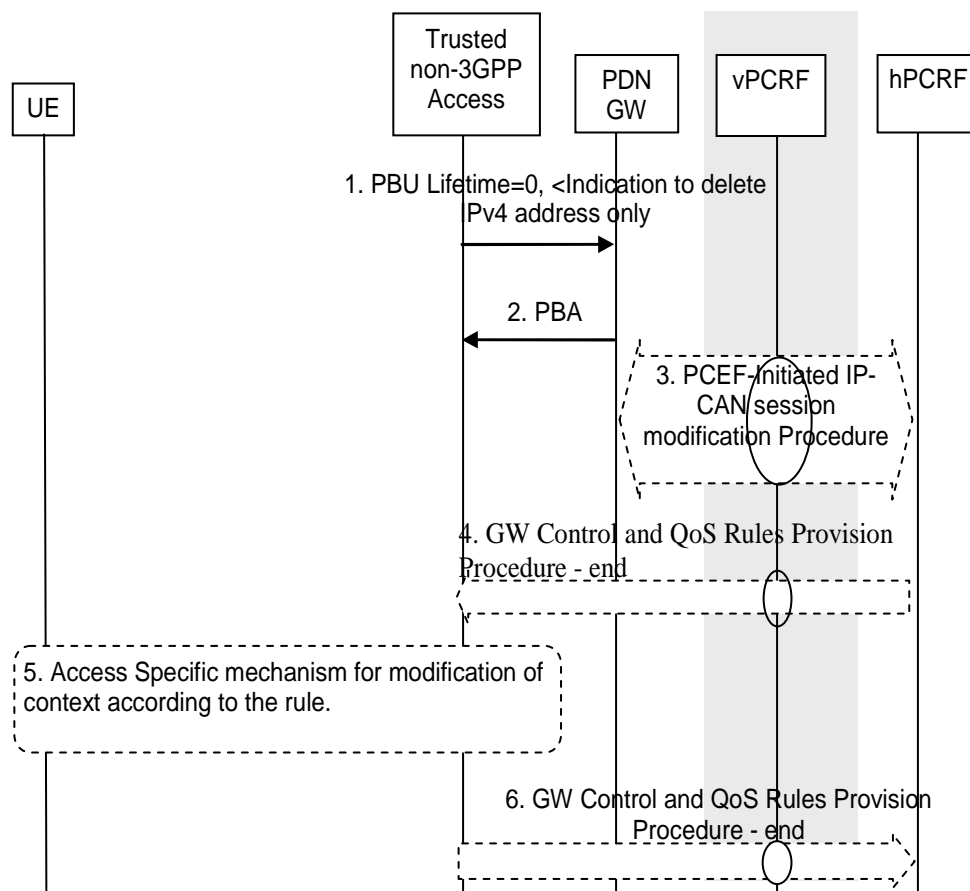 UE
Trusted
non-3GPP
Access
PDN
GW
vPCRF
hPCRF
1. PBU Lifetime=0, <Indication to delete
IPv4 address only
2. PBA
3. PCEF-Initiated IP-
CAN session
modification Procedure
4. GW Control and QoS Rules Provision
Procedure - end
5. Access Specific mechanism for modification of
context according to the rule.
6. GW Control and QoS Rules Provision
Procedure - end